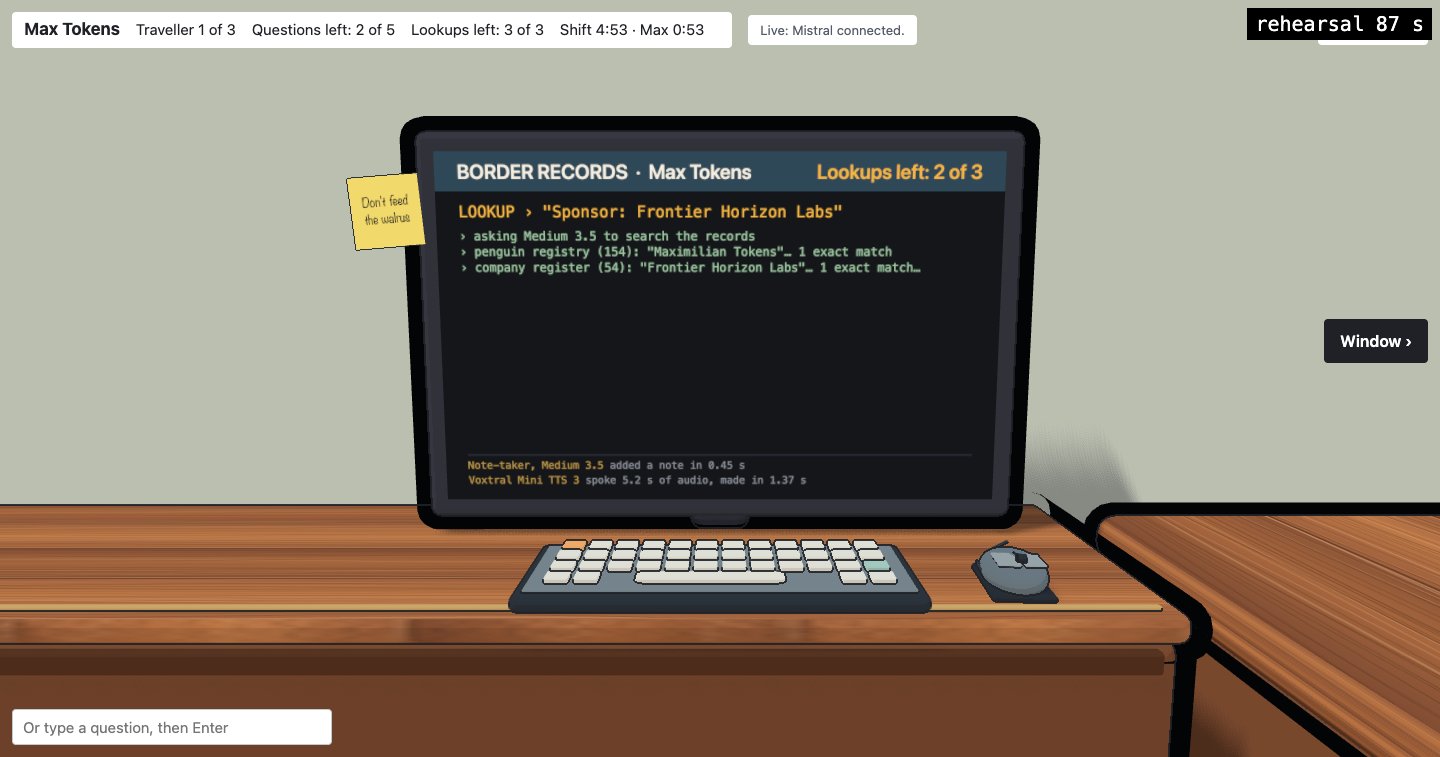 Max Tokens Traveller 1 of 3 Questions left: 2 of 5 Lookups left: 3 of 3 Shift 4:53 · Max 0:53
Live: Mistral connected.
rehearsal 87 s
BORDER RECORDS · Max Tokens Lookups left: 2 of 3
Don't feed
the walrus
LOOKUP › "Sponsor: Frontier Horizon Labs"
› asking Medium 3.5 to search the records
› penguin registry (154): "Maximilian Tokens"… 1 exact match
› company register (54): "Frontier Horizon Labs"… 1 exact match…
Window ›
Note-taker, Medium 3.5 added a note in 0.45 s
Voxtral Mini TTS 3 spoke 5.2 s of audio, made in 1.37 s
Or type a question, then Enter